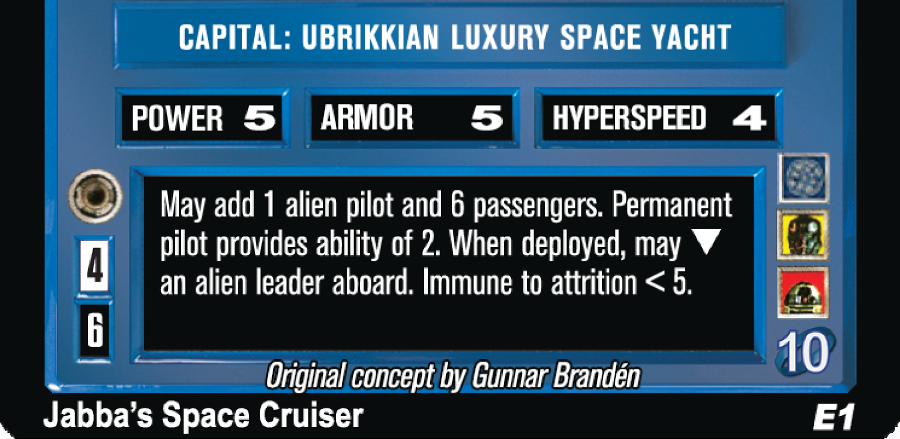 CAPITAL: UBRIKKIAN LUXURY SPACE YACHT
POWER 5 ARMOR 5 HYPERSPEED 4
May add 1 alien pilot and 6 passengers. Permanent
pilot provides ability of 2. When deployed, may ▼
an alien leader aboard. Immune to attrition < 5.
4
6
10
Original concept by Gunnar Brandén
Jabba's Space Cruiser E1